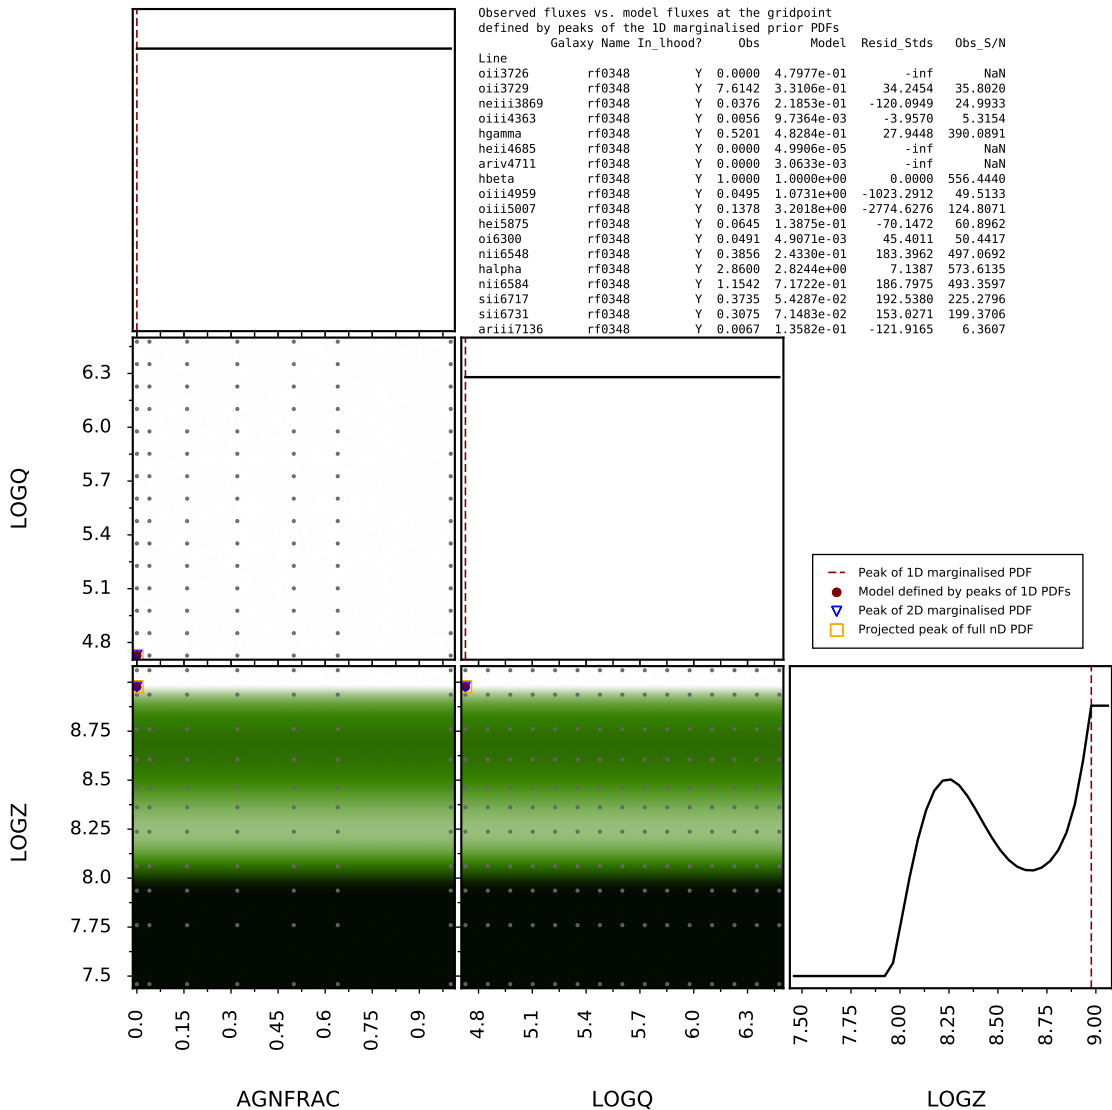 Observed fluxes vs. model fluxes at the gridpoint
defined by peaks of the 1D marginalised prior PDFs
Galaxy Name In_lhood? Obs Model Resid_Stds Obs_S/N
Line
oii3726 rf0348 Y 0.0000 4.7977e-01 -inf NaN
oii3729 rf0348 Y 7.6142 3.3106e-01 34.2454 35.8020
neiii3869 rf0348 Y 0.0376 2.1853e-01 -120.0949 24.9933
oiii4363 rf0348 Y 0.0056 9.7364e-03 -3.9570 5.3154
hgamma rf0348 Y 0.5201 4.8284e-01 27.9448 390.0891
heii4685 rf0348 Y 0.0000 4.9906e-05 -inf NaN
ariv4711 rf0348 Y 0.0000 3.0633e-03 -inf NaN
hbeta rf0348 Y 1.0000 1.0000e+00 0.0000 556.4440
oiii4959 rf0348 Y 0.0495 1.0731e+00 -1023.2912 49.5133
oiii5007 rf0348 Y 0.1378 3.2018e+00 -2774.6276 124.8071
hei5875 rf0348 Y 0.0645 1.3875e-01 -70.1472 60.8962
oi6300 rf0348 Y 0.0491 4.9071e-03 45.4011 50.4417
nii6548 rf0348 Y 0.3856 2.4330e-01 183.3962 497.0692
halpha rf0348 Y 2.8600 2.8244e+00 7.1387 573.6135
nii6584 rf0348 Y 1.1542 7.1722e-01 186.7975 493.3597
sii6717 rf0348 Y 0.3735 5.4287e-02 192.5380 225.2796
sii6731 rf0348 Y 0.3075 7.1483e-02 153.0271 199.3706
ariii7136 rf0348 Y 0.0067 1.3582e-01 -121.9165 6.3607
6.3
6.0
5.7
5.4
5.1
4.8
LOGQ
Peak of 1D marginalised PDF
Model defined by peaks of 1D PDFs
Peak of 2D marginalised PDF
Projected peak of full nD PDF
8.75
8.5
8.25
8.0
7.75
7.5
LOGZ
0.0 0.15 0.3 0.45 0.6 0.75 0.9
4.8 5.1 5.4 5.7 6.0 6.3
7.50 7.75 8.00 8.25 8.50 8.75 9.00
AGNFRAC LOGQ LOGZ